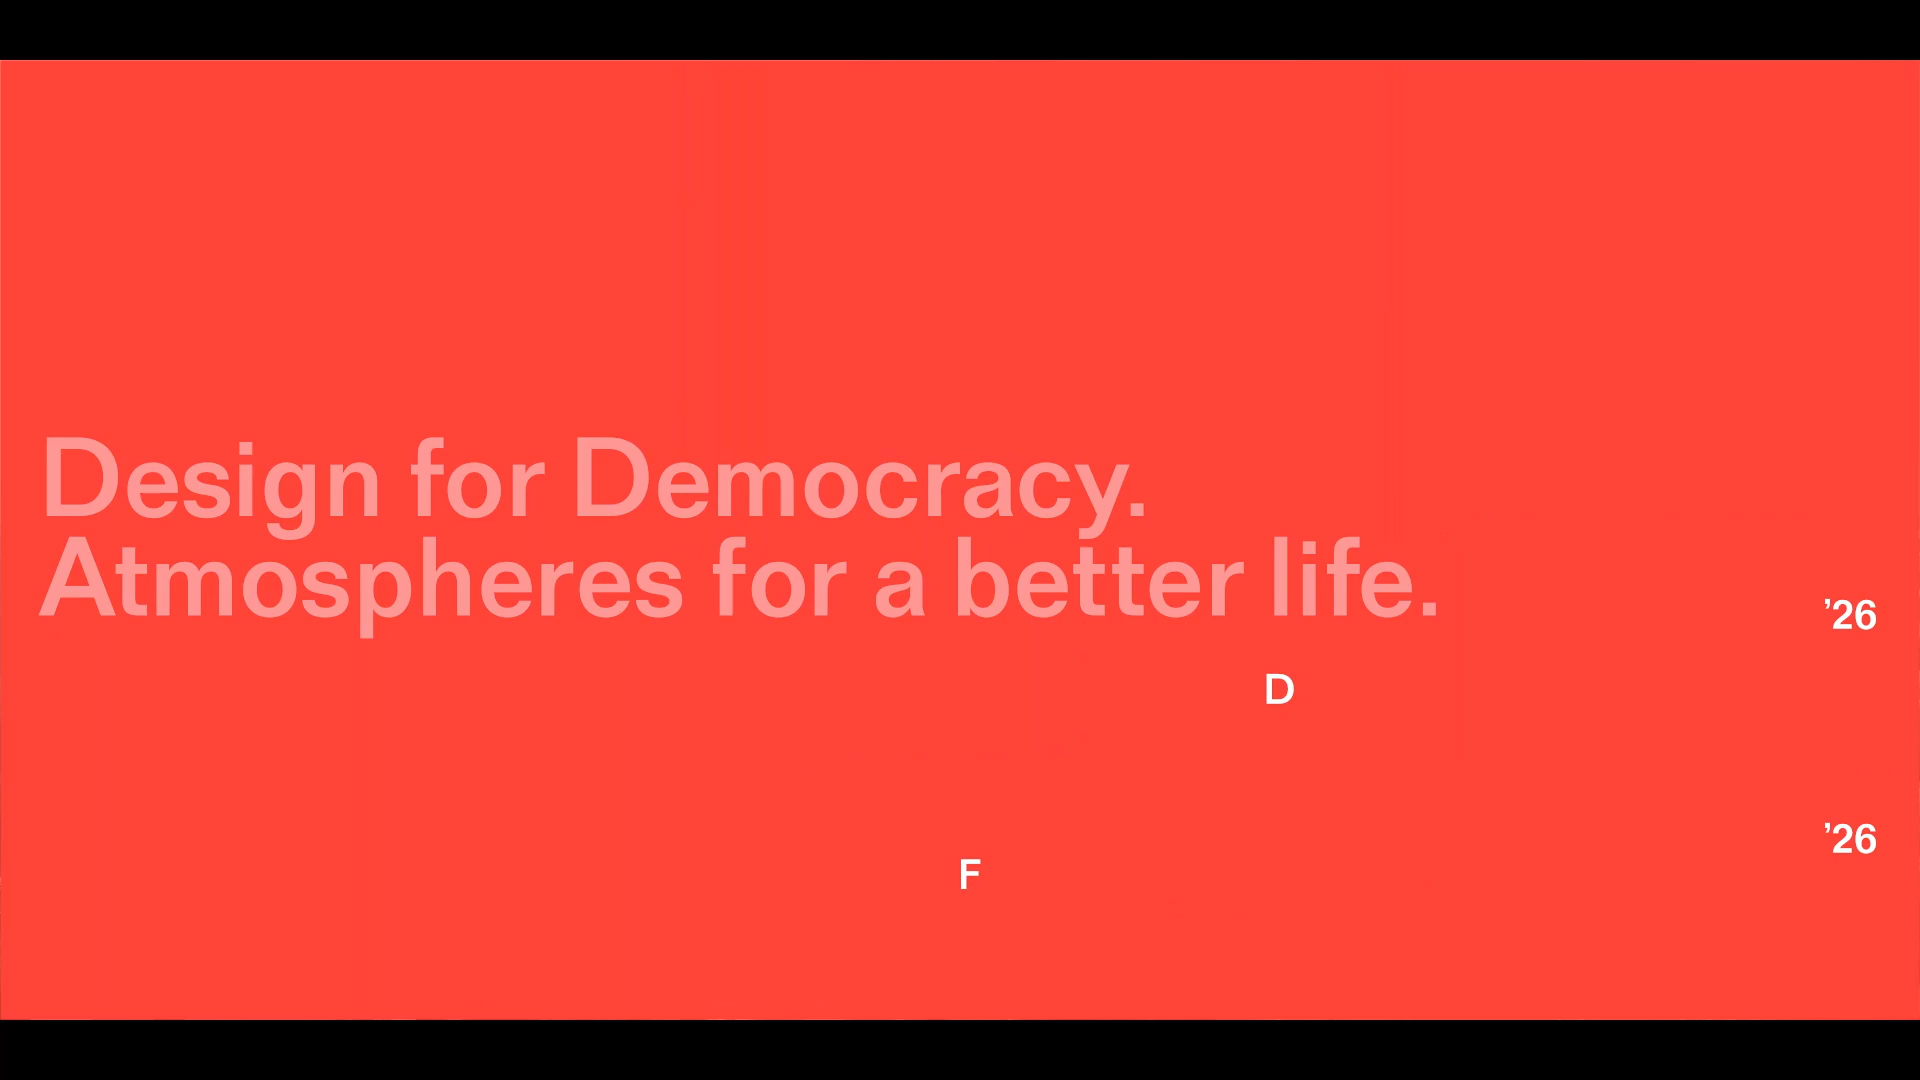 Design for Democracy.
Atmospheres for a better life.
’26
D
’26
F